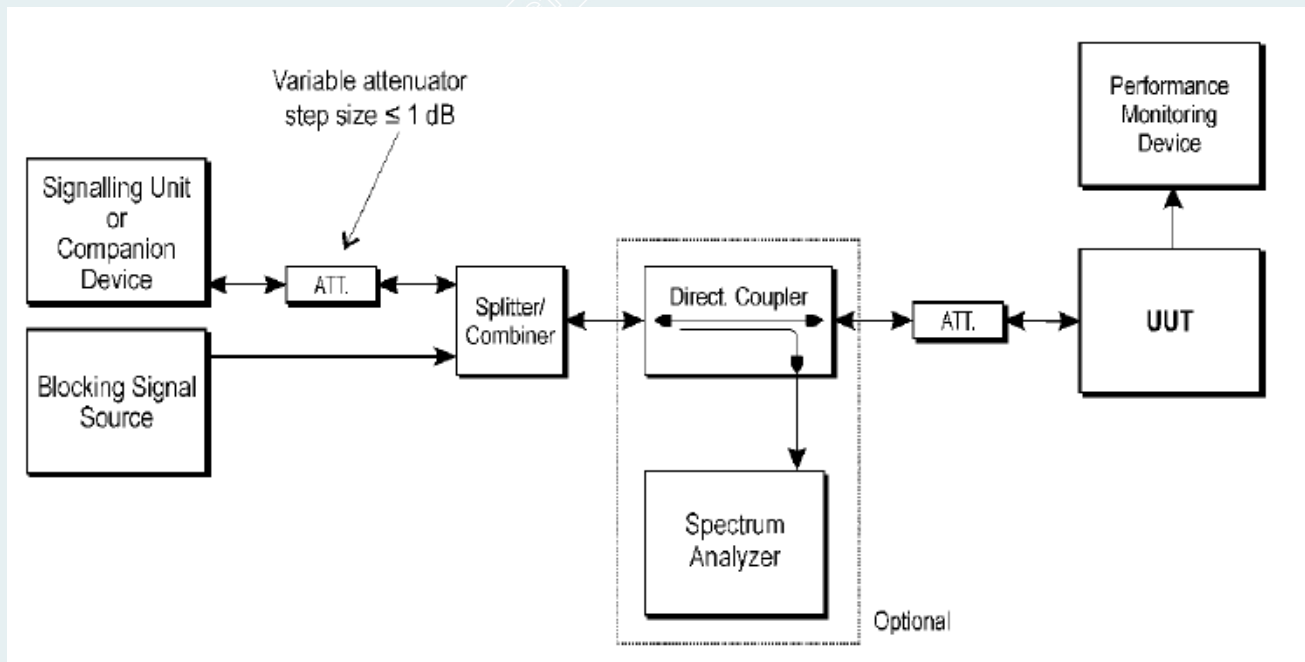 Variable attenuator
step size ≤ 1 dB
Performance
Monitoring
Device
Signalling Unit
or
Companion
Device
ATT.
Splitter/
Combiner
Direct. Coupler
ATT.
UUT
Blocking Signal
Source
Spectrum
Analyzer
Optional